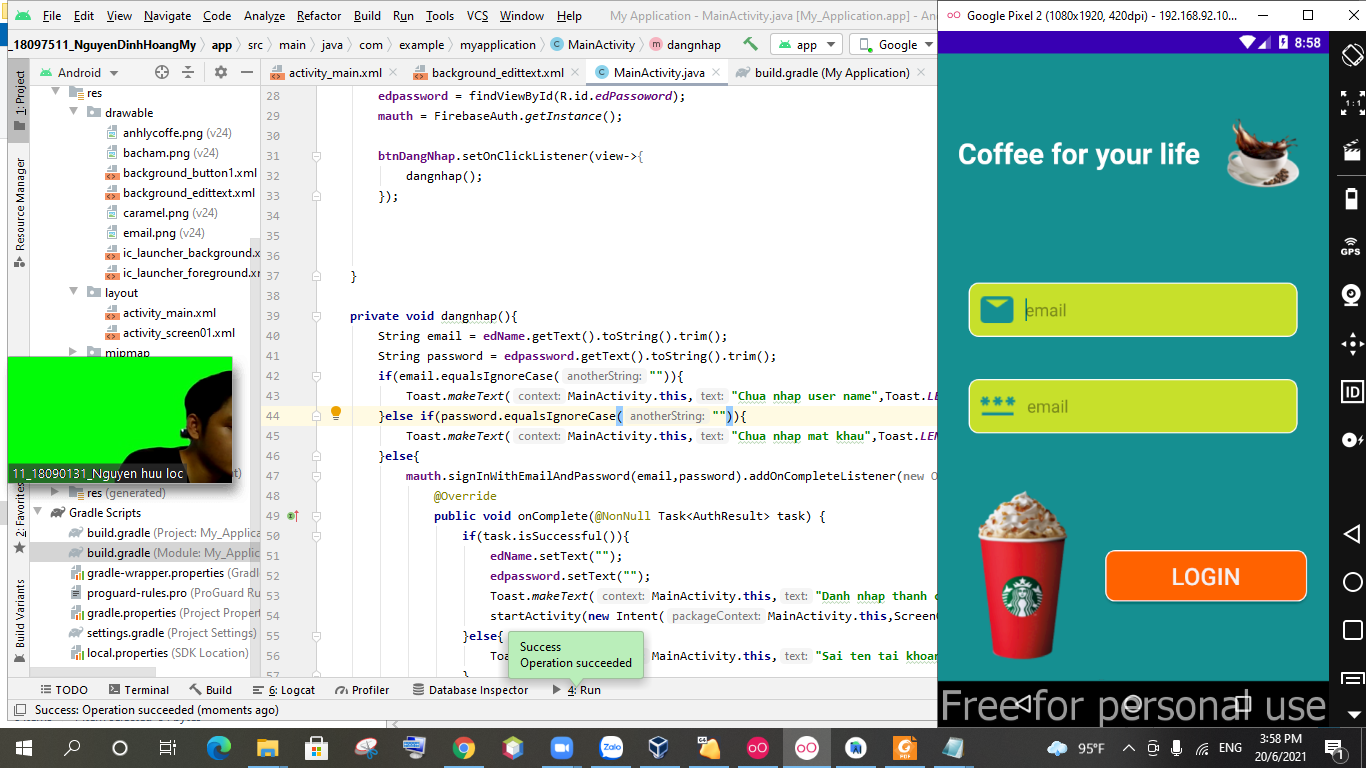 File Edit View Navigate Code Analyze Refactor Build Run Tools VCS Window Help My Application - MainActivity.java [My_Application.app] - An
18097511_NguyenDinhHoangMy app src main java com example myapplication MainActivity dangnhap app Google
1: Project
Resource Manager
2: Favorites
Build Variants
Android
res
drawable
anhlycoffe.png (v24)
bacham.png (v24)
background_button1.xml
background_edittext.xml
caramel.png (v24)
email.png (v24)
ic_launcher_background.x
ic_launcher_foreground.x
layout
activity_main.xml
activity_screen01.xml
mipmap
11_18090131_Nguyen huu loc
res (generated)
Gradle Scripts
build.gradle (Project: My_Applica
build.gradle (Module: My_Applic
gradle-wrapper.properties (Gradl
proguard-rules.pro (ProGuard Ru
gradle.properties (Project Propert
settings.gradle (Project Settings)
local.properties (SDK Location)
activity_main.xml background_edittext.xml MainActivity.java build.gradle (My Application)
28 edpassword = findViewById(R.id.edPassoword);
29 mauth = FirebaseAuth.getInstance();
30
31 btnDangNhap.setOnClickListener(view->{
32 dangnhap();
33 });
34
35
36
37 }
38
39 private void dangnhap(){
40 String email = edName.getText().toString().trim();
41 String password = edpassword.getText().toString().trim();
42 if(email.equalsIgnoreCase( anotherString: "")){
43 Toast.makeText( context: MainActivity.this, text: "Chua nhap user name",Toast.LE
44 }else if(password.equalsIgnoreCase( anotherString: "")){
45 Toast.makeText( context: MainActivity.this, text: "Chua nhap mat khau",Toast.LEN
46 }else{
47 mauth.signInWithEmailAndPassword(email,password).addOnCompleteListener(new O
48 @Override
49 public void onComplete(@NonNull Task<AuthResult> task) {
50 if(task.isSuccessful()){
51 edName.setText("");
52 edpassword.setText("");
53 Toast.makeText( context: MainActivity.this, text: "Danh nhap thanh c
54 startActivity(new Intent( packageContext: MainActivity.this,Screen
55 }else{
56 Toa MainActivity.this, text: "Sai ten tai khoan
57 }
Success
Operation succeeded
TODO Terminal Build 6: Logcat Profiler Database Inspector 4: Run
Success: Operation succeeded (moments ago)
Google Pixel 2 (1080x1920, 420dpi) - 192.168.92.10...
8:58
Coffee for your life
email
email
LOGIN
Free for personal use
1:1
GPS
ID
Zalo
PDF
95°F ENG
3:58 PM
20/6/2021
1